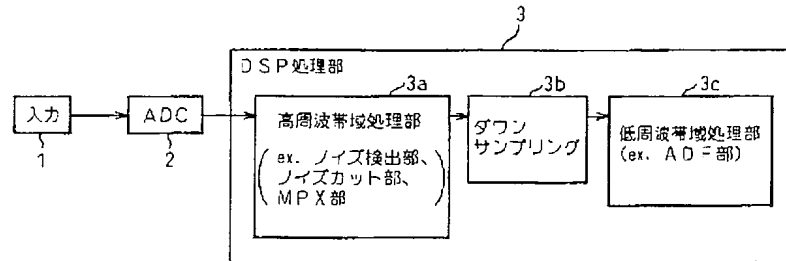 3
DSP処理部
入力
1
ADC
2
3a
高周波帯域処理部
(ex. ノイズ検出部、
ノイズカット部、
MPX部)
3b
ダウン
サンプリング
3c
低周波帯域処理部
(ex. ADF部)